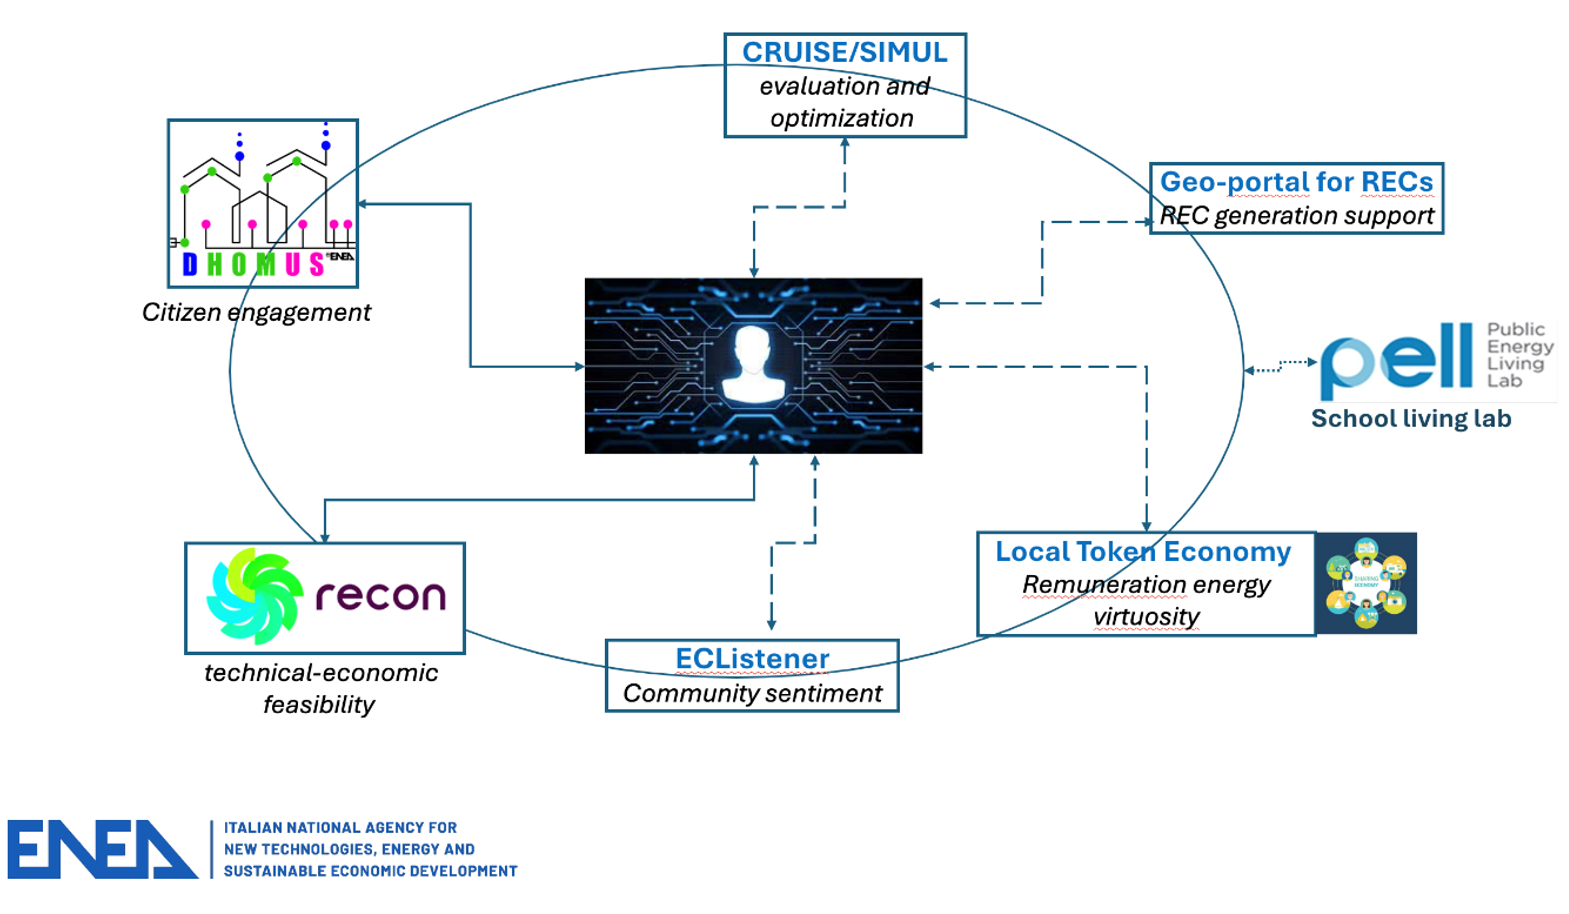 CRUISE/SIMUL
evaluation and
optimization
Geo-portal for RECs
REC generation support
DHOMUS
ENEA
Citizen engagement
pell
Public
Energy
Living
Lab
School living lab
recon
technical-economic
feasibility
ECListener
Community sentiment
Local Token Economy
Remuneration energy
virtuosity
SHARING
ECONOMY
ENEA
ITALIAN NATIONAL AGENCY FOR
NEW TECHNOLOGIES, ENERGY AND
SUSTAINABLE ECONOMIC DEVELOPMENT